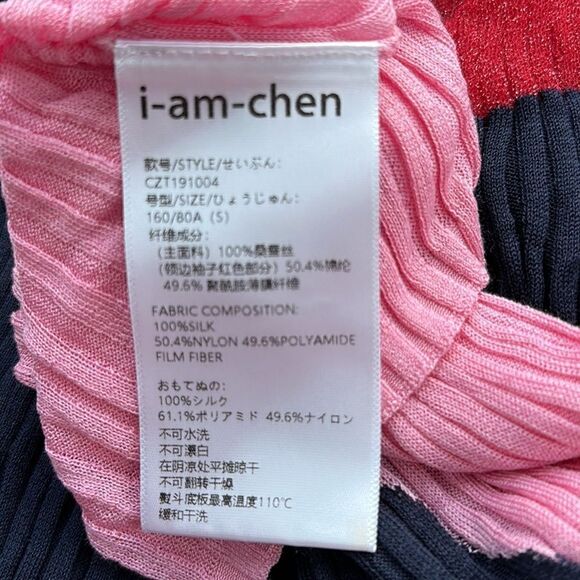 i-am-chen
款号/STYLE/せいぶん:
CZT191004
号型/SIZE/ひょうじゅん:
160/80A (S)
纤维成分:
(主面料) 100%桑蚕丝
(领边袖子红色部分) 50.4%锦纶
49.6% 聚酰胺薄膜纤维
FABRIC COMPOSITION:
100%SILK
50.4%NYLON 49.6%POLYAMIDE
FILM FIBER
おもてぬの:
100%シルク
61.1%ポリアミド 49.6%ナイロン
不可水洗
不可漂白
在阴凉处平摊晾干
不可翻转干燥
熨斗底板最高温度110℃
缓和干洗